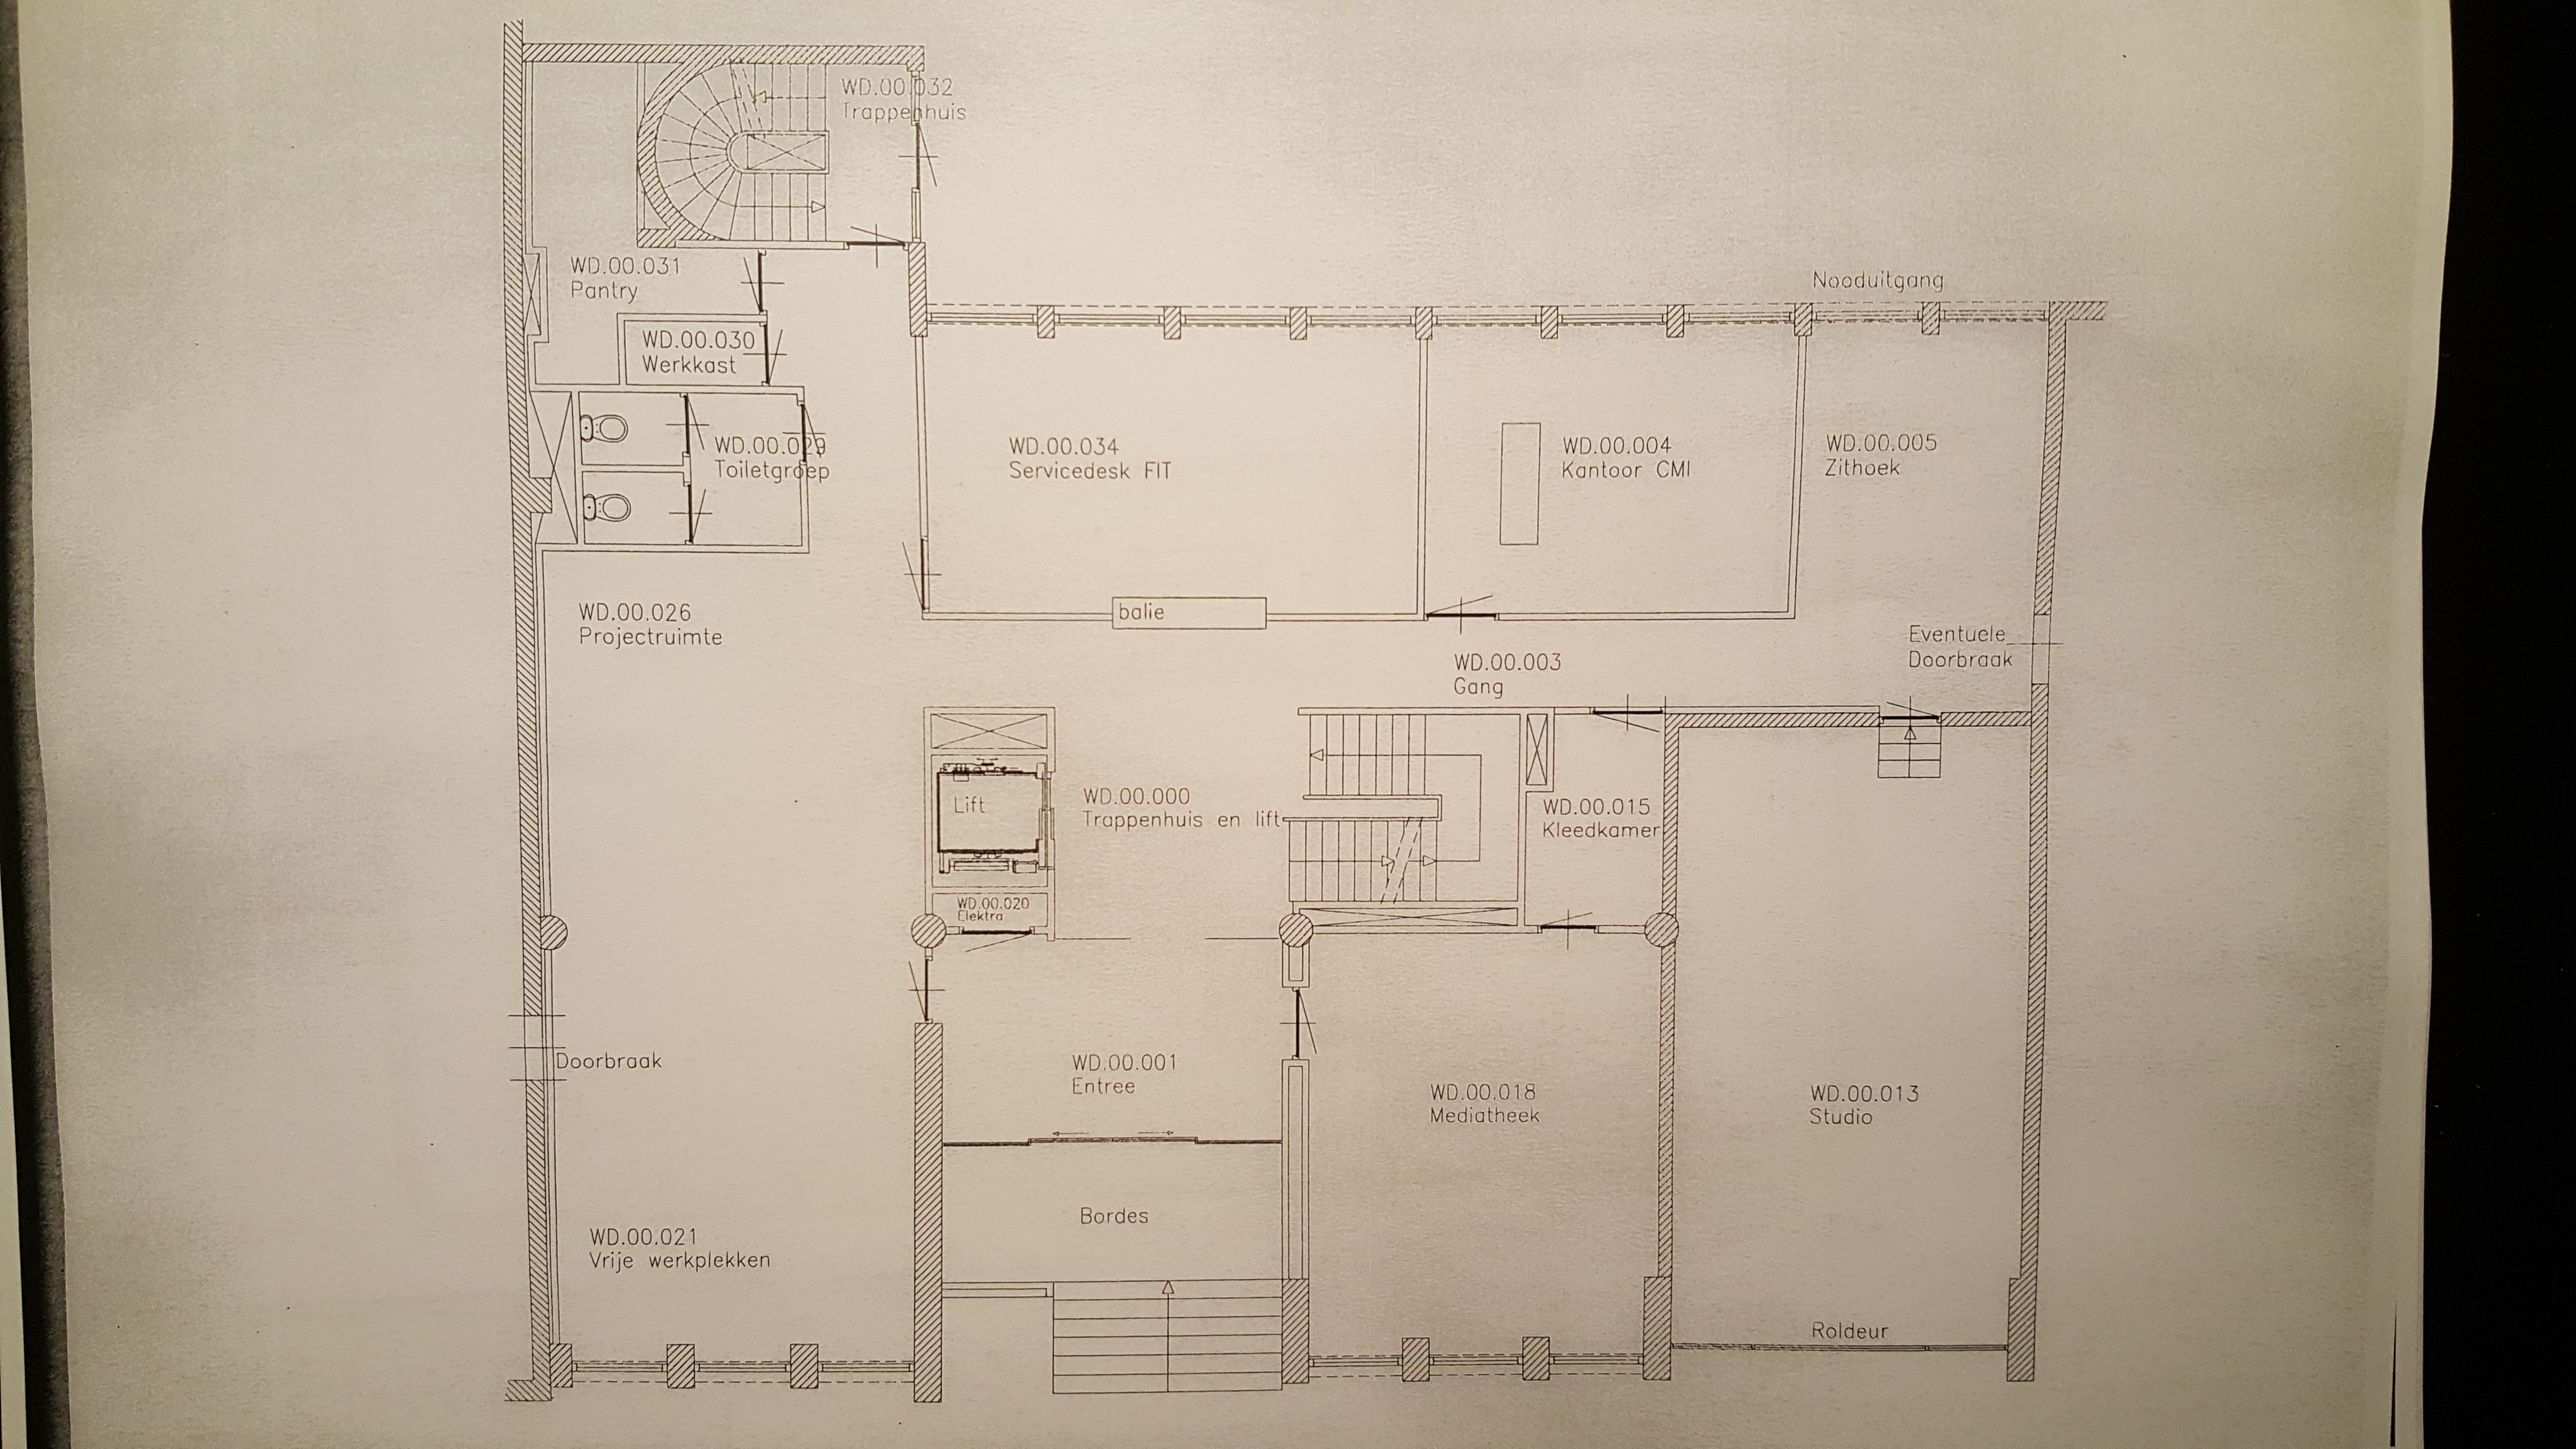 WD.00.032
Trappenhuis
WD.00.031
Pantry
Nooduitgang
WD.00.030
Werkkast
WD.00.029
Toiletgroep
WD.00.034
Servicedesk FIT
WD.00.004
Kantoor CMI
WD.00.005
Zithoek
WD.00.026
Projectruimte
balie
Eventuele
Doorbraak
WD.00.003
Gang
WD.00.000
Trappenhuis en lift
Lift
WD.00.015
Kleedkamer
WD.00.020
Elektra
Doorbraak
WD.00.001
Entree
WD.00.018
Mediatheek
WD.00.013
Studio
Bordes
WD.00.021
Vrije werkplekken
Roldeur